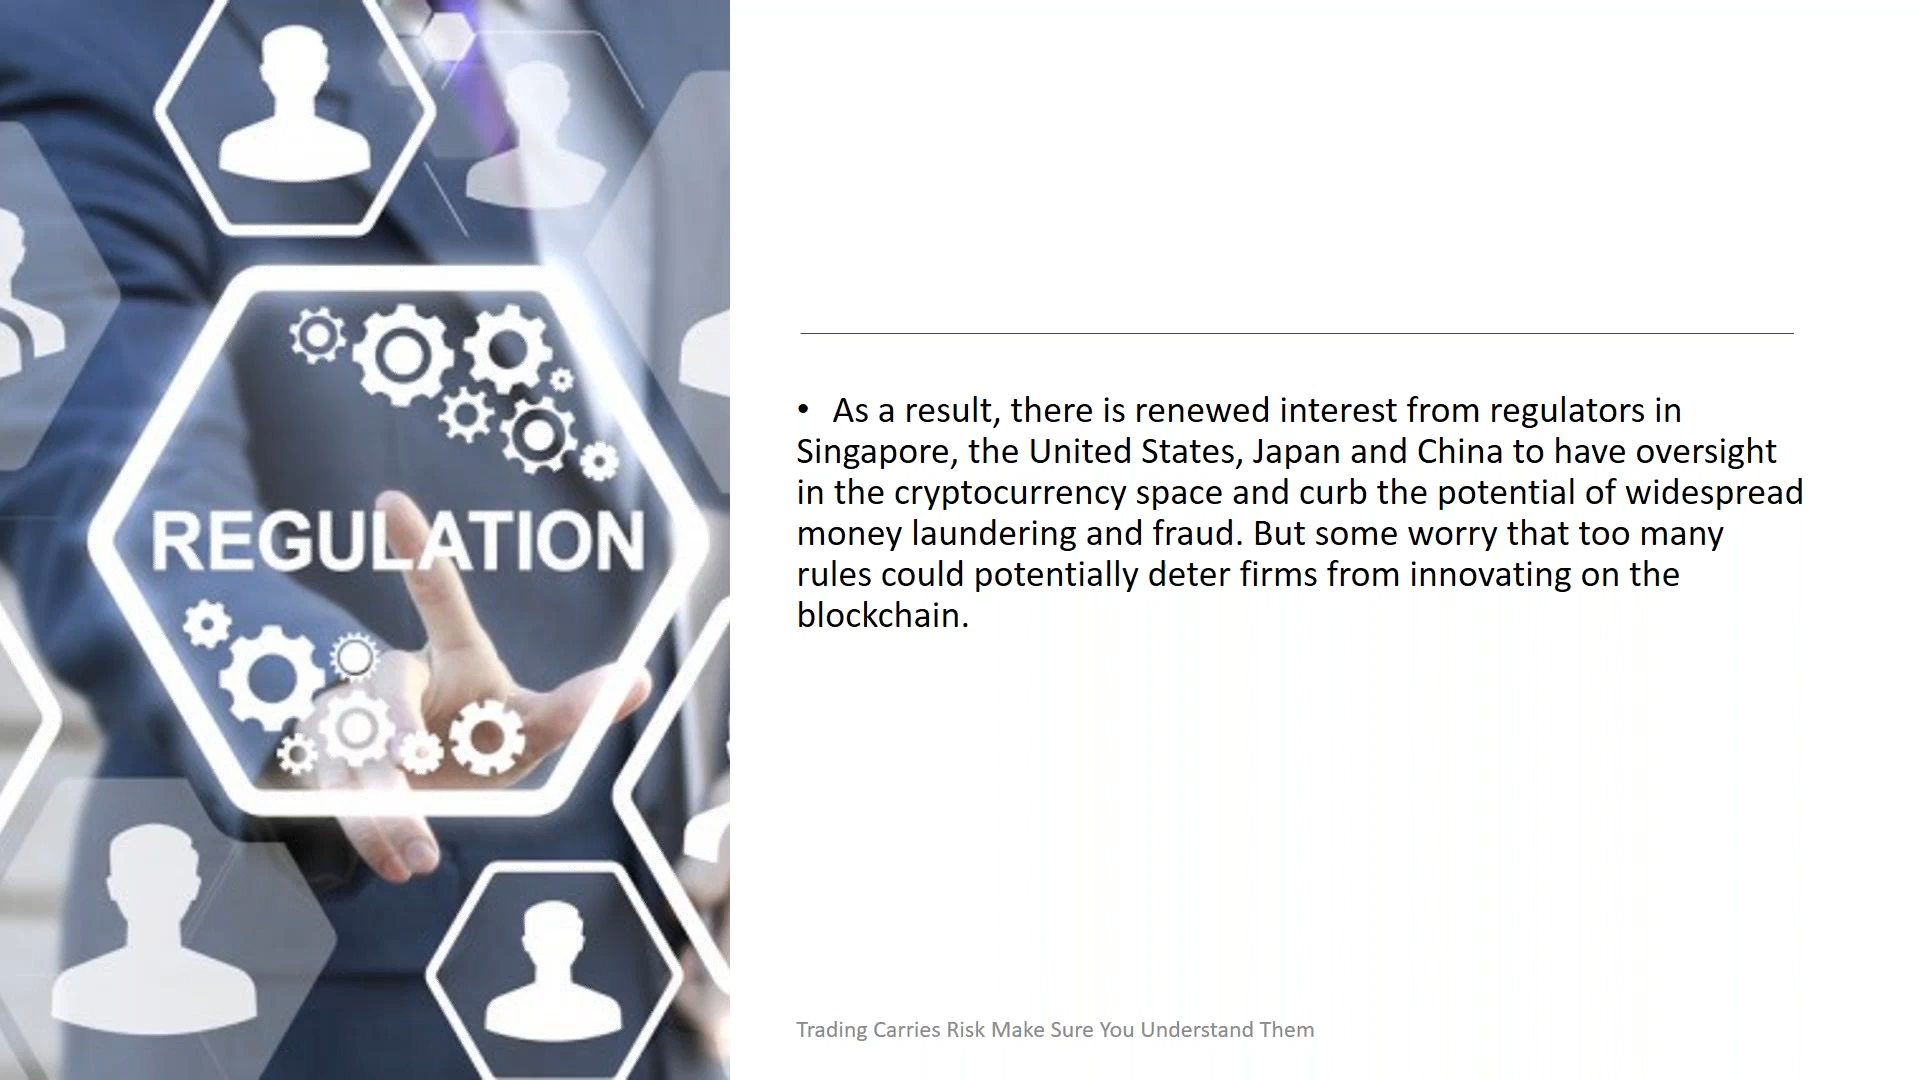 REGULATION
• As a result, there is renewed interest from regulators in
Singapore, the United States, Japan and China to have oversight
in the cryptocurrency space and curb the potential of widespread
money laundering and fraud. But some worry that too many
rules could potentially deter firms from innovating on the
blockchain.
Trading Carries Risk Make Sure You Understand Them